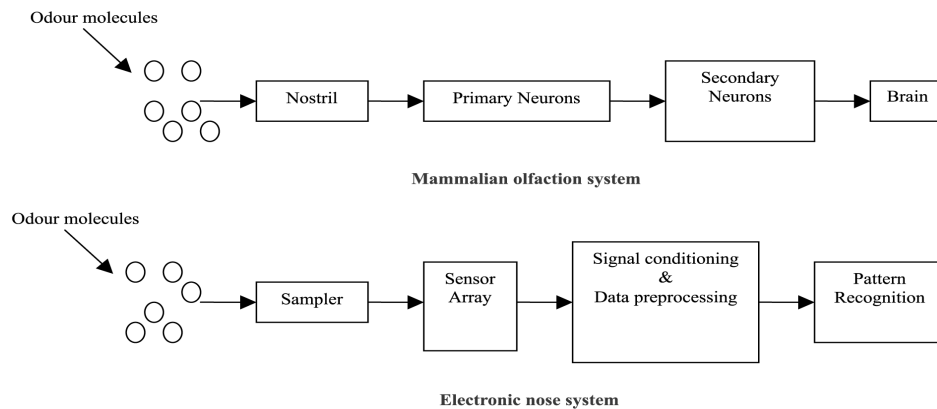 Odour molecules
Nostril
Primary Neurons
Secondary
Neurons
Brain
Mammalian olfaction system
Odour molecules
Sampler
Sensor
Array
Signal conditioning
&
Data preprocessing
Pattern
Recognition
Electronic nose system